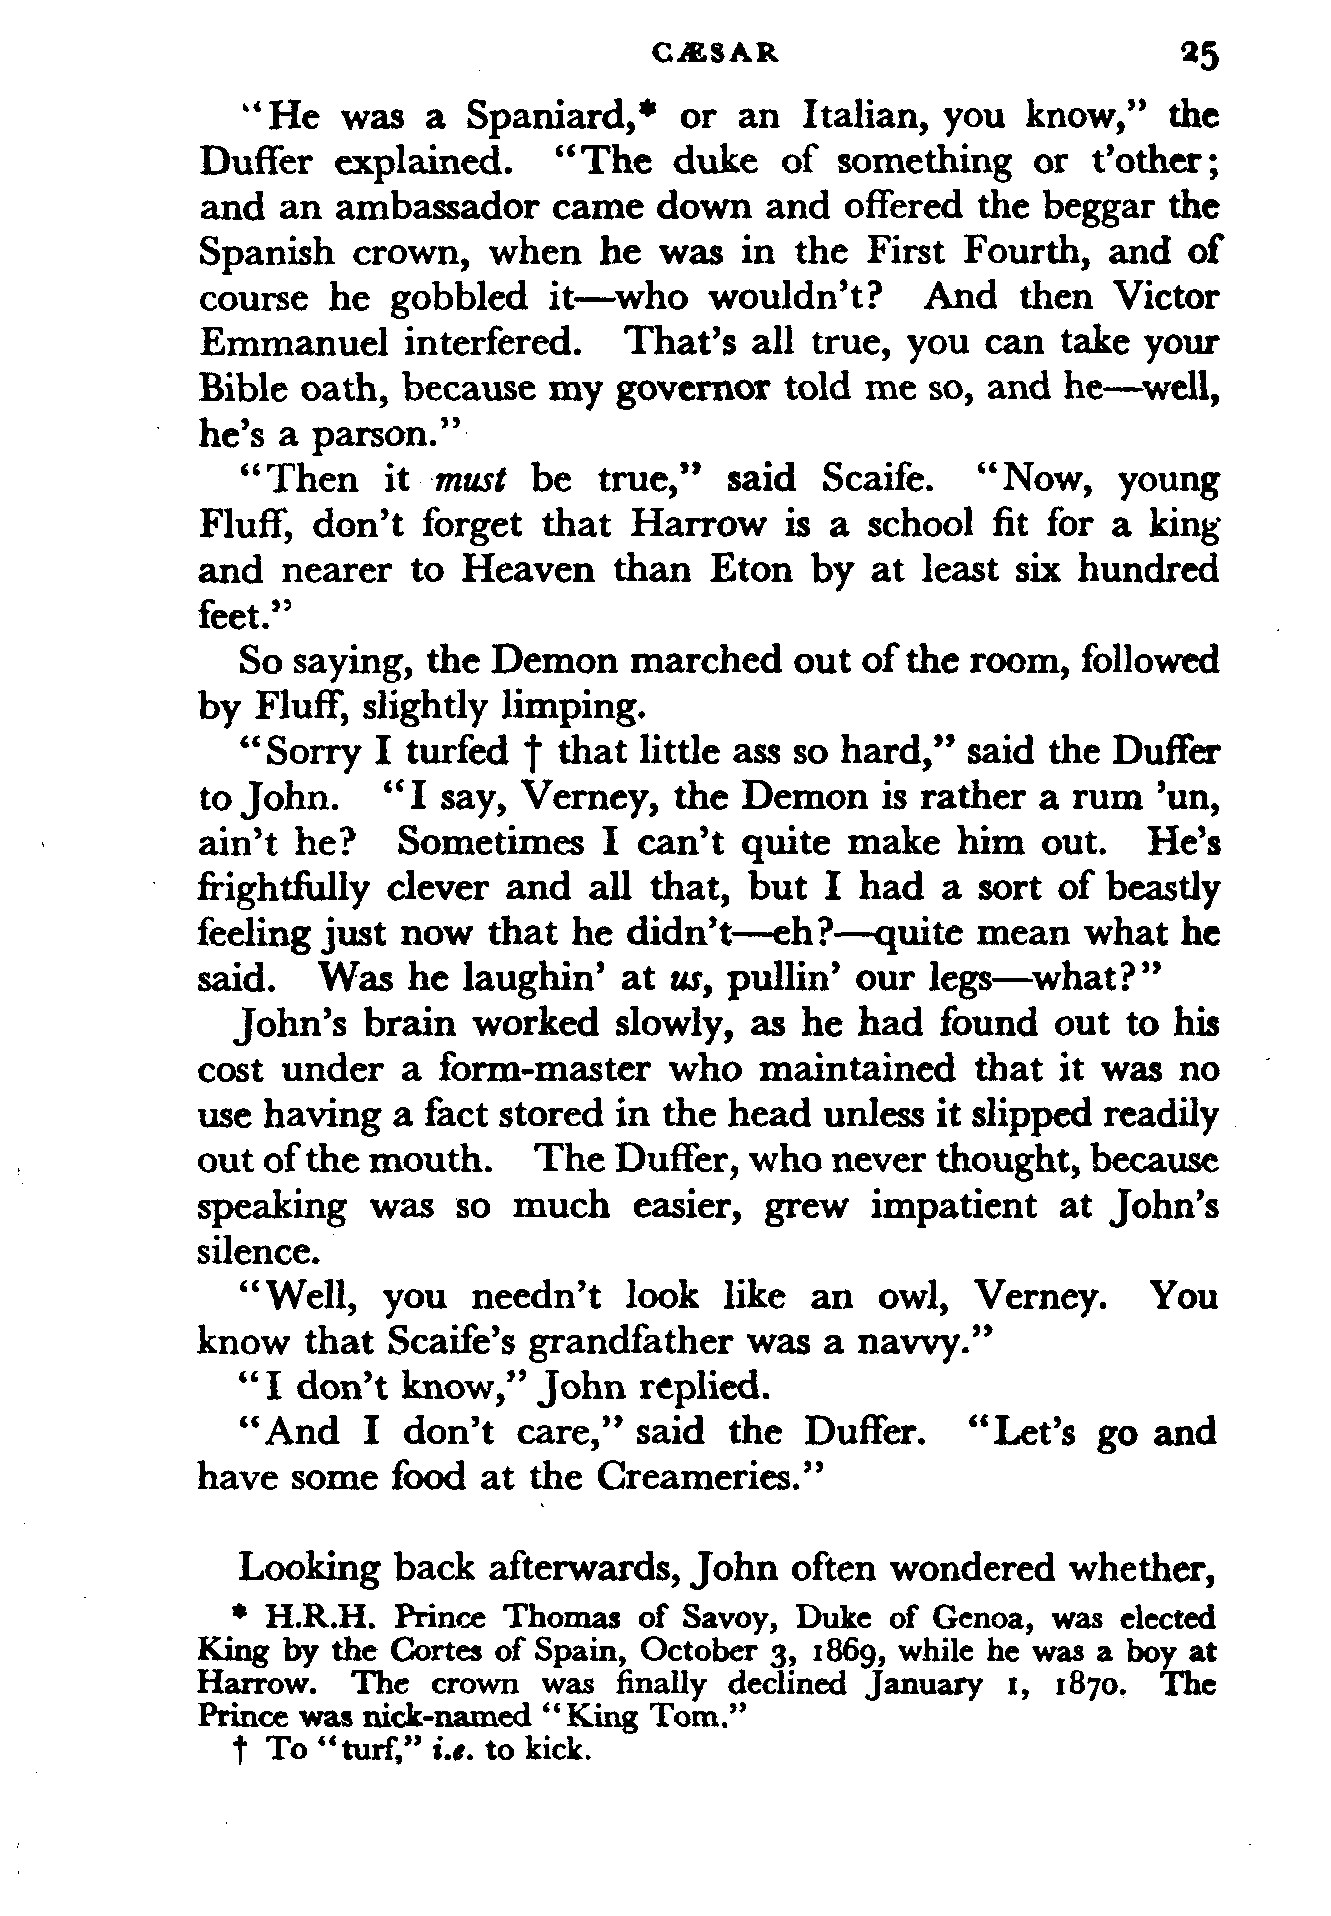 CÆSAR 25
"He was a Spaniard,* or an Italian, you know," the
Duffer explained. "The duke of something or t'other;
and an ambassador came down and offered the beggar the
Spanish crown, when he was in the First Fourth, and of
course he gobbled it—who wouldn't? And then Victor
Emmanuel interfered. That's all true, you can take your
Bible oath, because my governor told me so, and he—well,
he's a parson."
"Then it must be true," said Scaife. "Now, young
Fluff, don't forget that Harrow is a school fit for a king
and nearer to Heaven than Eton by at least six hundred
feet."
So saying, the Demon marched out of the room, followed
by Fluff, slightly limping.
"Sorry I turfed † that little ass so hard," said the Duffer
to John. "I say, Verney, the Demon is rather a rum 'un,
ain't he? Sometimes I can't quite make him out. He's
frightfully clever and all that, but I had a sort of beastly
feeling just now that he didn't—eh?—quite mean what he
said. Was he laughin' at us, pullin' our legs—what?"
John's brain worked slowly, as he had found out to his
cost under a form-master who maintained that it was no
use having a fact stored in the head unless it slipped readily
out of the mouth. The Duffer, who never thought, because
speaking was so much easier, grew impatient at John's
silence.
"Well, you needn't look like an owl, Verney. You
know that Scaife's grandfather was a navvy."
"I don't know," John replied.
"And I don't care," said the Duffer. "Let's go and
have some food at the Creameries."
Looking back afterwards, John often wondered whether,
* H.R.H. Prince Thomas of Savoy, Duke of Genoa, was elected
King by the Cortes of Spain, October 3, 1869, while he was a boy at
Harrow. The crown was finally declined January 1, 1870. The
Prince was nick-named "King Tom."
† To "turf," i.e. to kick.